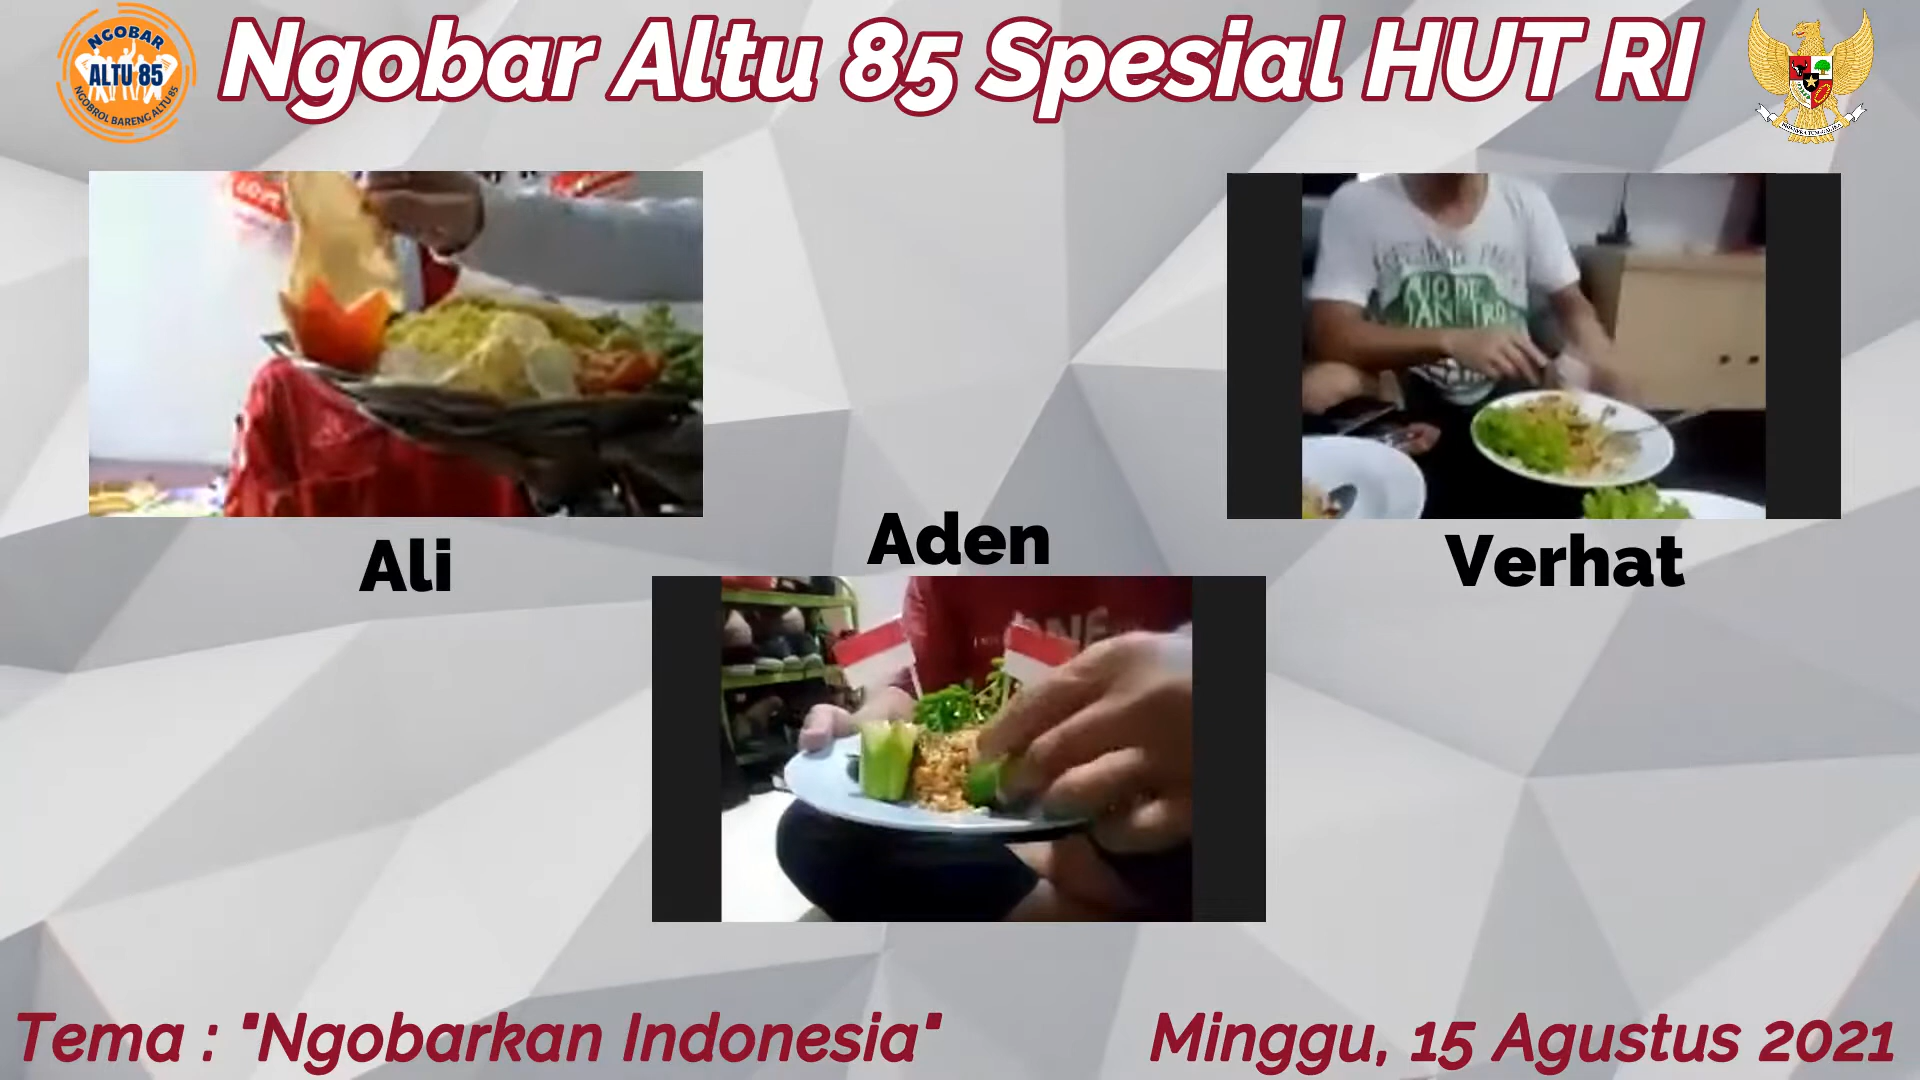 NGOBAR
ALTU 85
NGOBROL BARENG ALTU 85
Ngobar Altu 85 Spesial HUT RI
Ali
Aden
Verhat
Tema : "Ngobarkan Indonesia"
Minggu, 15 Agustus 2021